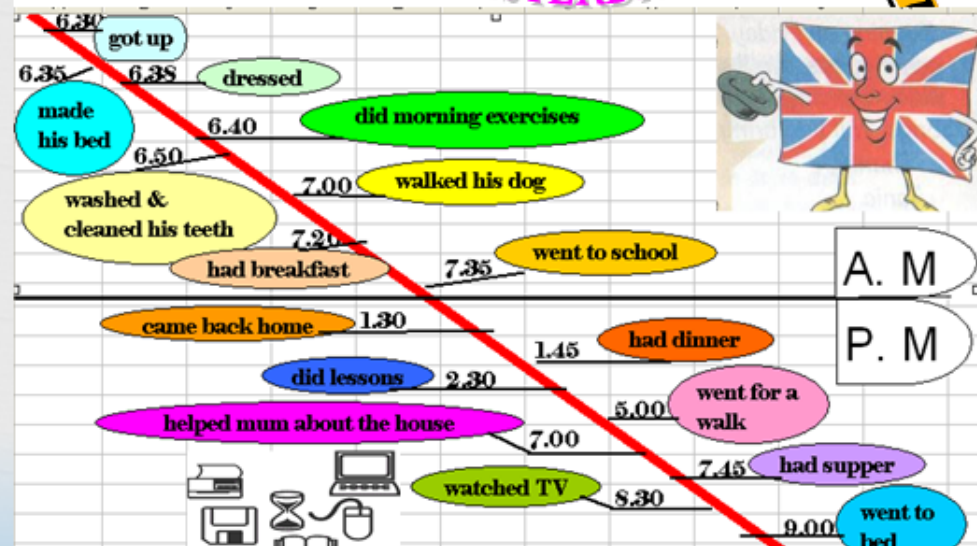 6.30
got up
6.35
6.38
dressed
made
his bed
6.40
did morning exercises
6.50
washed &
cleaned his teeth
7.00
walked his dog
7.20
had breakfast
7.35
went to school
A. M
came back home
1.30
1.45
had dinner
P. M
did lessons
2.30
5.00
went for a
walk
helped mum about the house
7.00
7.45
had supper
watched TV
8.30
9.00
went to
bed